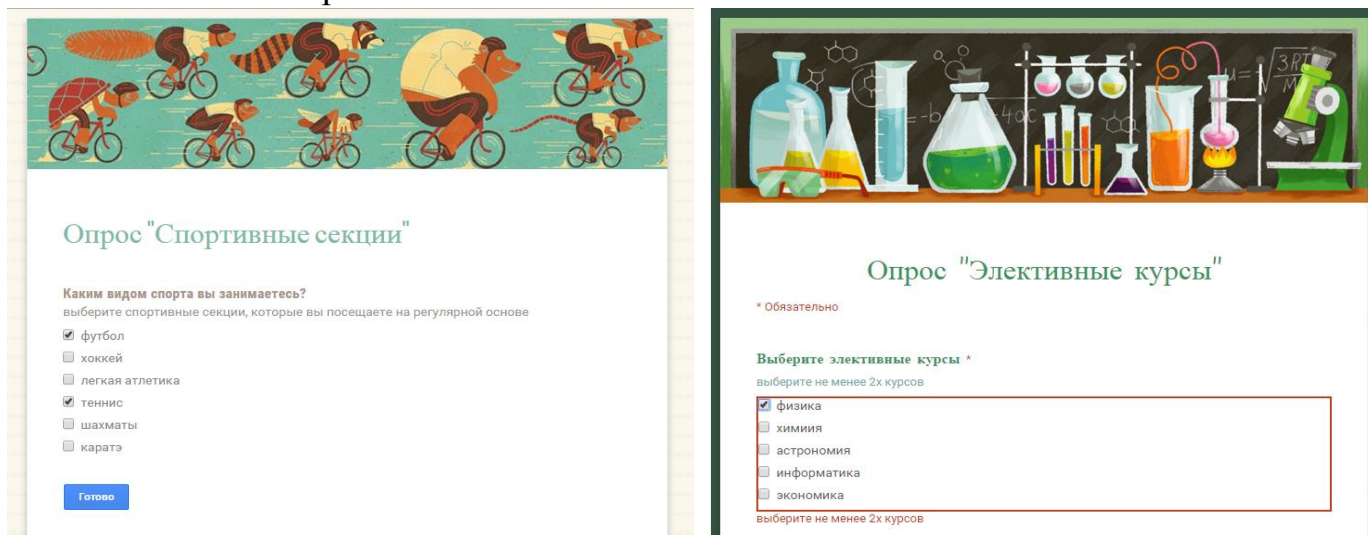 Опрос "Спортивные секции"
Каким видом спорта вы занимаетесь?
выберите спортивные секции, которые вы посещаете на регулярной основе
футбол
хоккей
легкая атлетика
теннис
шахматы
каратэ
Готово
Опрос "Элективные курсы"
* Обязательно
Выберите элективные курсы *
выберите не менее 2х курсов
физика
химиия
астрономия
информатика
экономика
выберите не менее 2х курсов